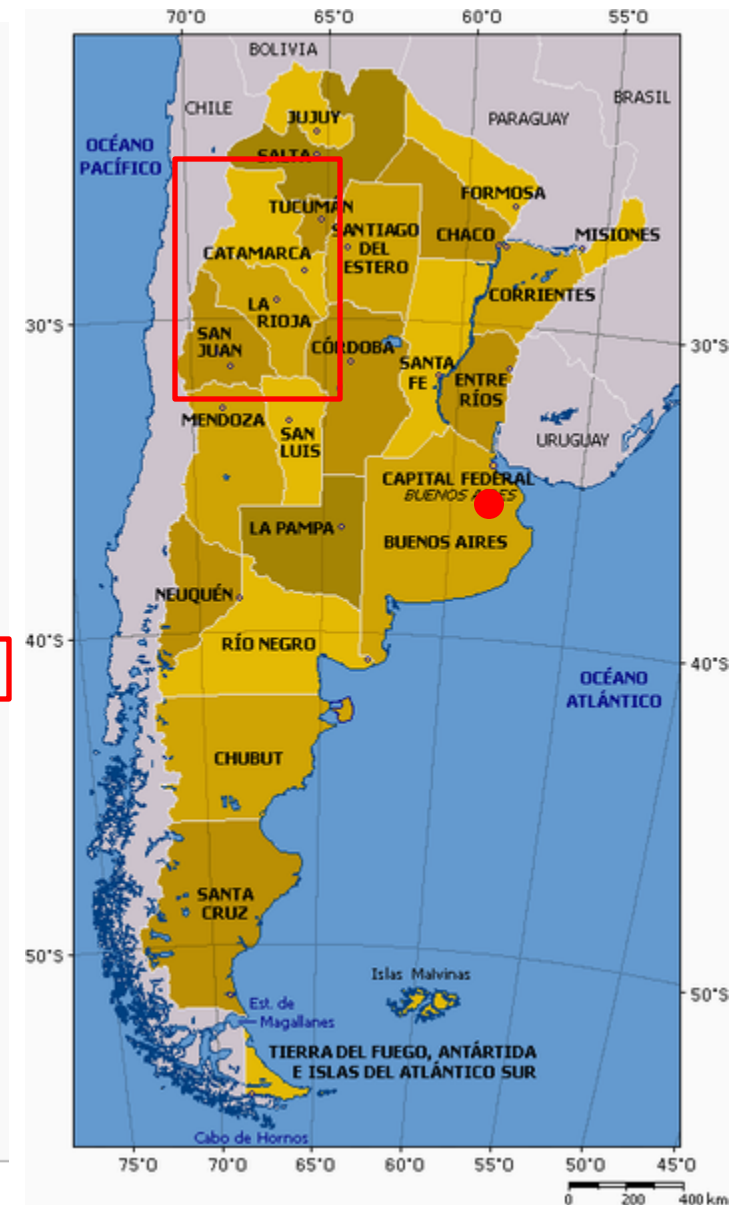 70°O 65°O 60°O 55°O
BOLIVIA
BRASIL
CHILE
JUJUY
PARAGUAY
OCÉANO
PACÍFICO
SALTA
FORMOSA
TUCUMÁN
SANTIAGO
DEL
ESTERO
CHACO
MISIONES
CATAMARCA
CORRIENTES
LA
RIOJA
30°S
SAN
JUAN
CÓRDOBA
30°S
SANTA
FE
ENTRE
RÍOS
MENDOZA
SAN
LUIS
URUGUAY
CAPITAL FEDERAL
BUENOS
LA PAMPA
BUENOS AIRES
NEUQUÉN
40°S
RÍO NEGRO
40°S
OCÉANO
ATLÁNTICO
CHUBUT
SANTA
CRUZ
50°S
Islas Malvinas
50°S
Est. de
Magallanes
TIERRA DEL FUEGO, ANTÁRTIDA
E ISLAS DEL ATLÁNTICO SUR
Cabo de Hornos
75°O 70°O 65°O 60°O 55°O 50°O 45°O
0 200 400 km